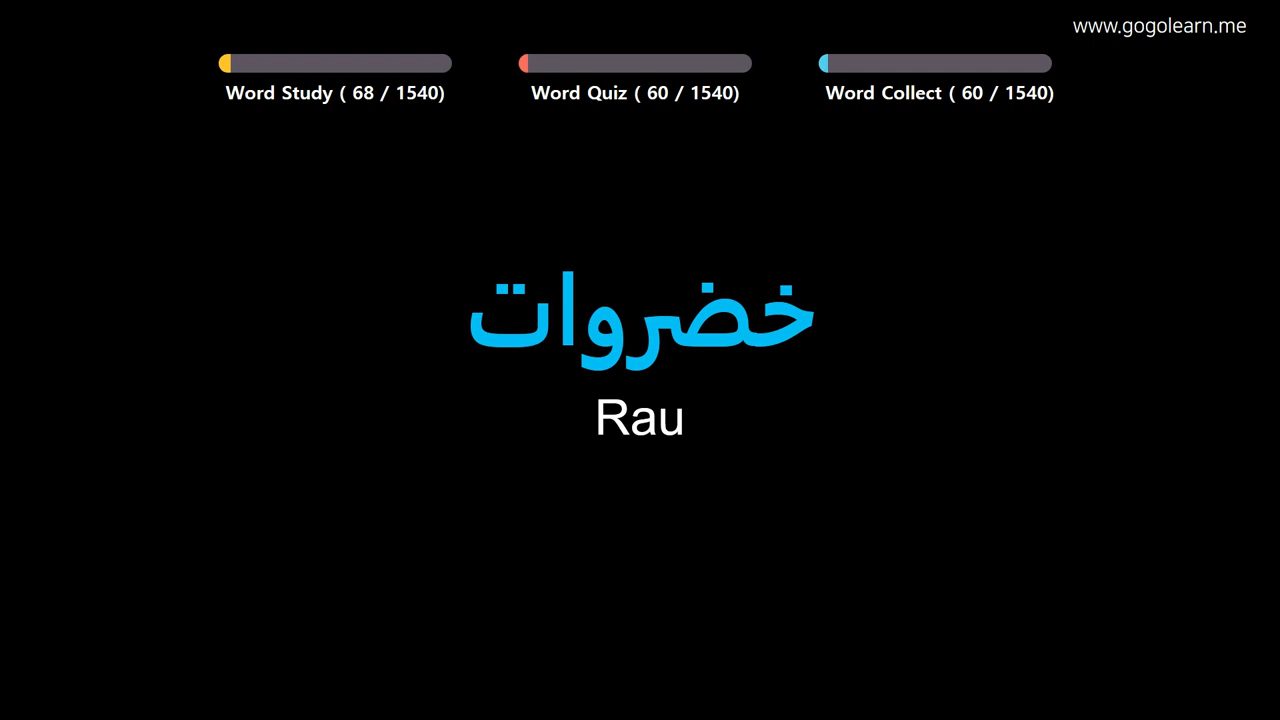 www.gogolearn.me
Word Study ( 68 / 1540)
Word Quiz ( 60 / 1540)
Word Collect ( 60 / 1540)
خضروات
Rau